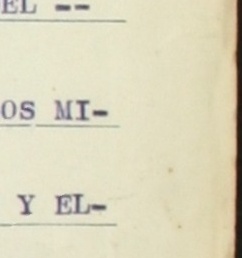 EL --
OS MI-
Y EL-